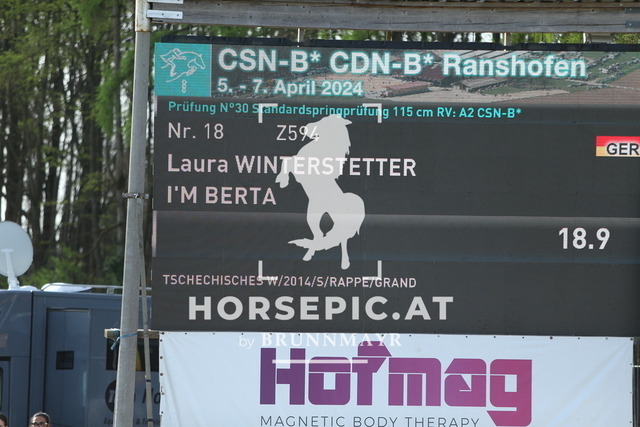 CSN-B* CDN-B* Ranshofen
5. - 7. April 2024
Prüfung N°30 Standardspringprüfung 115 cm RV: A2 CSN-B*
Nr. 18 Z594
Laura WINTERSTETTER
GER
I'M BERTA
18.9
TSCHECHISCHES W/2014/S/RAPPE/GRAND
HORSEPIC.AT
by BRUNNMAYR
Hofmag
MAGNETIC BODY THERAPY